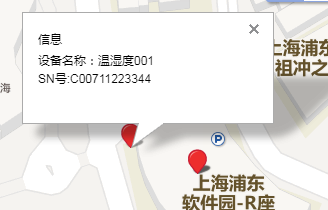 信息
设备名称：温湿度001
SN号:C00711223344
上海浦东
祖冲之
海
P
上海浦东
软件园-R座